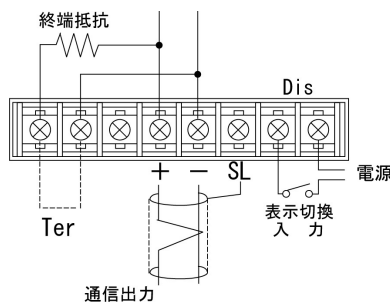 終端抵抗
Dis
+ − SL
電源
Ter
表示切換
入 力
通信出力